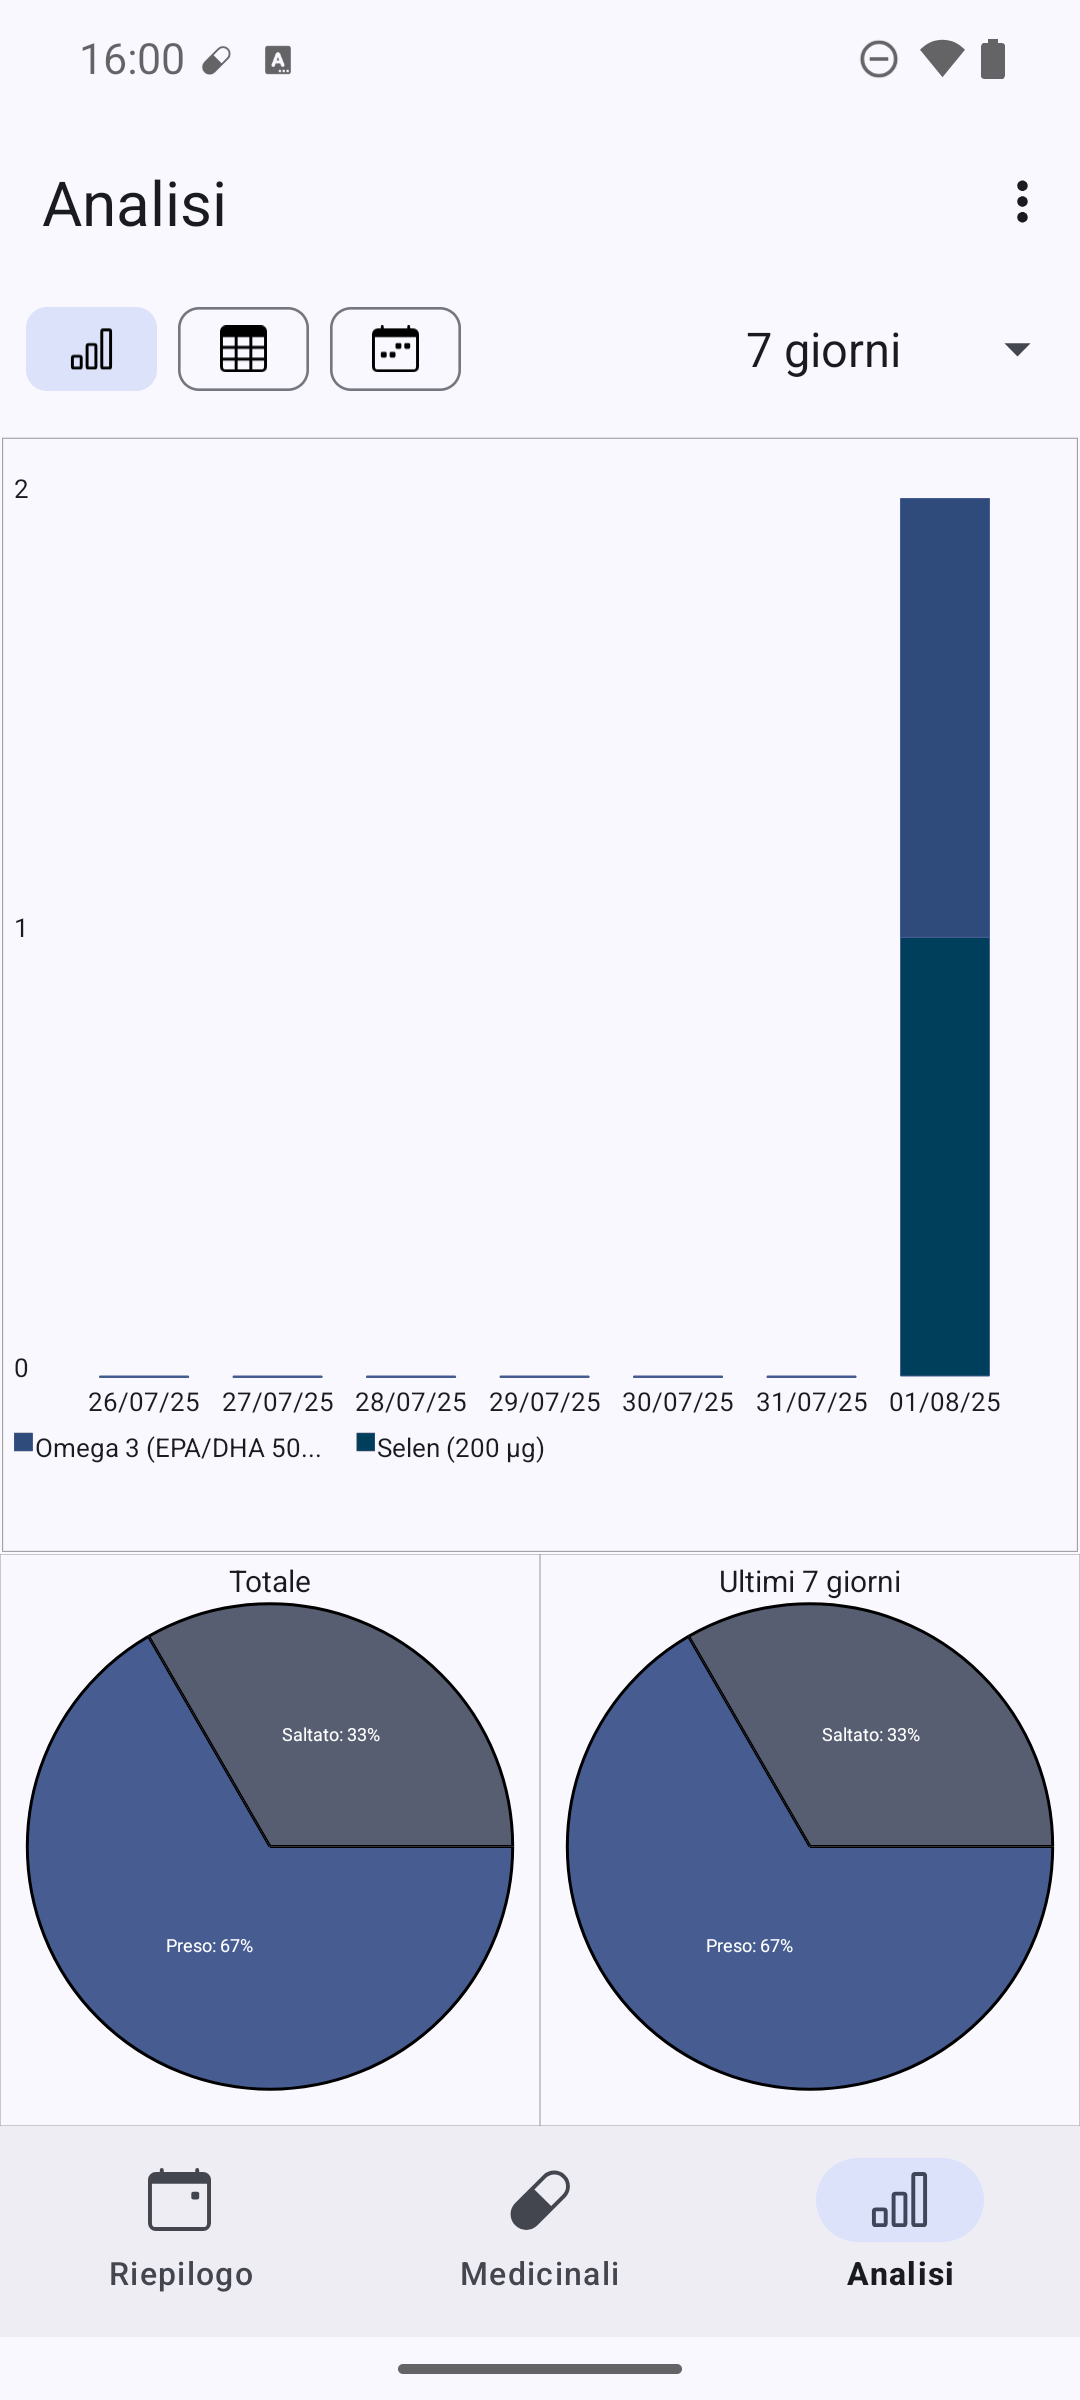 16:00
Analisi
7 giorni
2
1
0
26/07/25 27/07/25 28/07/25 29/07/25 30/07/25 31/07/25 01/08/25
Omega 3 (EPA/DHA 50... Selen (200 µg)
Totale
Saltato: 33%
Preso: 67%
Ultimi 7 giorni
Saltato: 33%
Preso: 67%
Riepilogo Medicinali Analisi